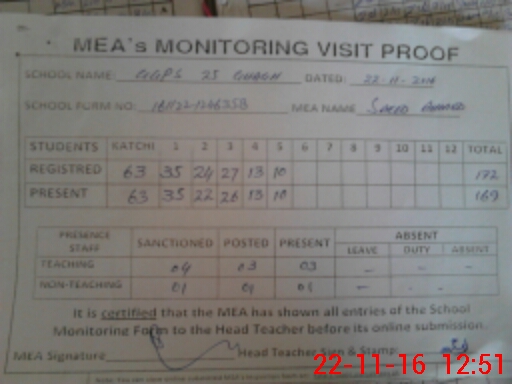 MEA's MONITORING VISIT PROOF
SCHOOL NAME: GGPS 25 DATED: 22-11-2016
SCHOOL FORM NO: MEA NAME Saeed Ahmad
STUDENTS KATCHI 1 2 3 4 5 6 7 8 9 10 11 12 TOTAL
REGISTRED 63 35 24 27 13 10 172
PRESENT 63 35 22 26 13 10 169
PRESENCE STAFF SANCTIONED POSTED PRESENT ABSENT
LEAVE DUTY ABSENT
TEACHING 04 03 03 - - -
NON-TEACHING 01 01 01 - - -
It is certified that the MEA has shown all entries of the School
Monitoring Form to the Head Teacher before its online submission.
MEA Signature Head Teacher Sign & Stamp:
22-11-16 12:51